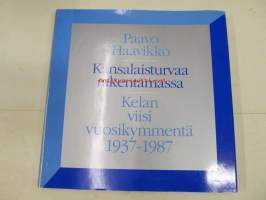 Paavo
Haavikko
Kansalaisturvaa
rakentamassa
Kelan
viisi
vuosikymmentä
1937-1987